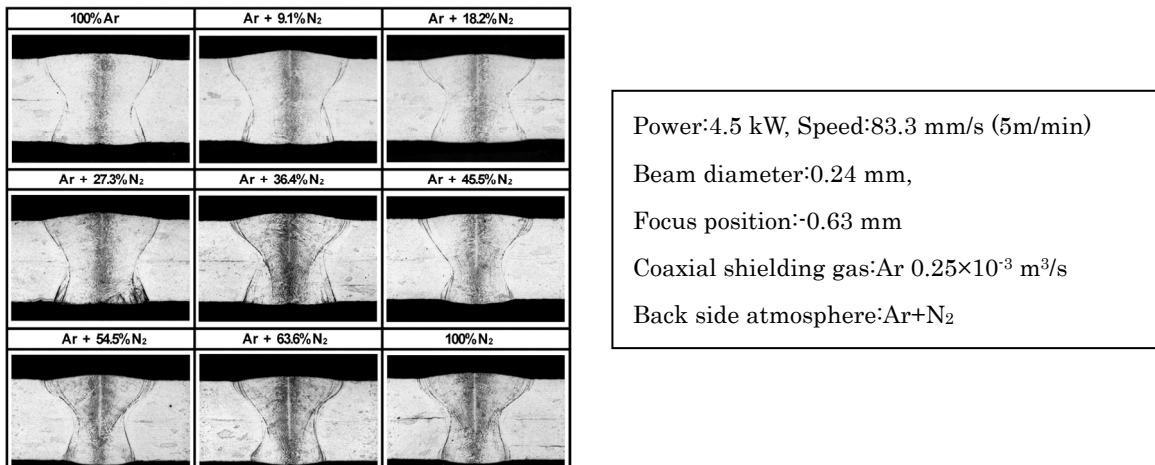 100% Ar
Ar + 9.1% N₂
Ar + 18.2% N₂
Ar + 27.3% N₂
Ar + 36.4% N₂
Ar + 45.5% N₂
Ar + 54.5% N₂
Ar + 63.6% N₂
100% N₂
Power:4.5 kW, Speed:83.3 mm/s (5m/min)
Beam diameter:0.24 mm,
Focus position:-0.63 mm
Coaxial shielding gas:Ar 0.25×10⁻³ m³/s
Back side atmosphere:Ar+N₂